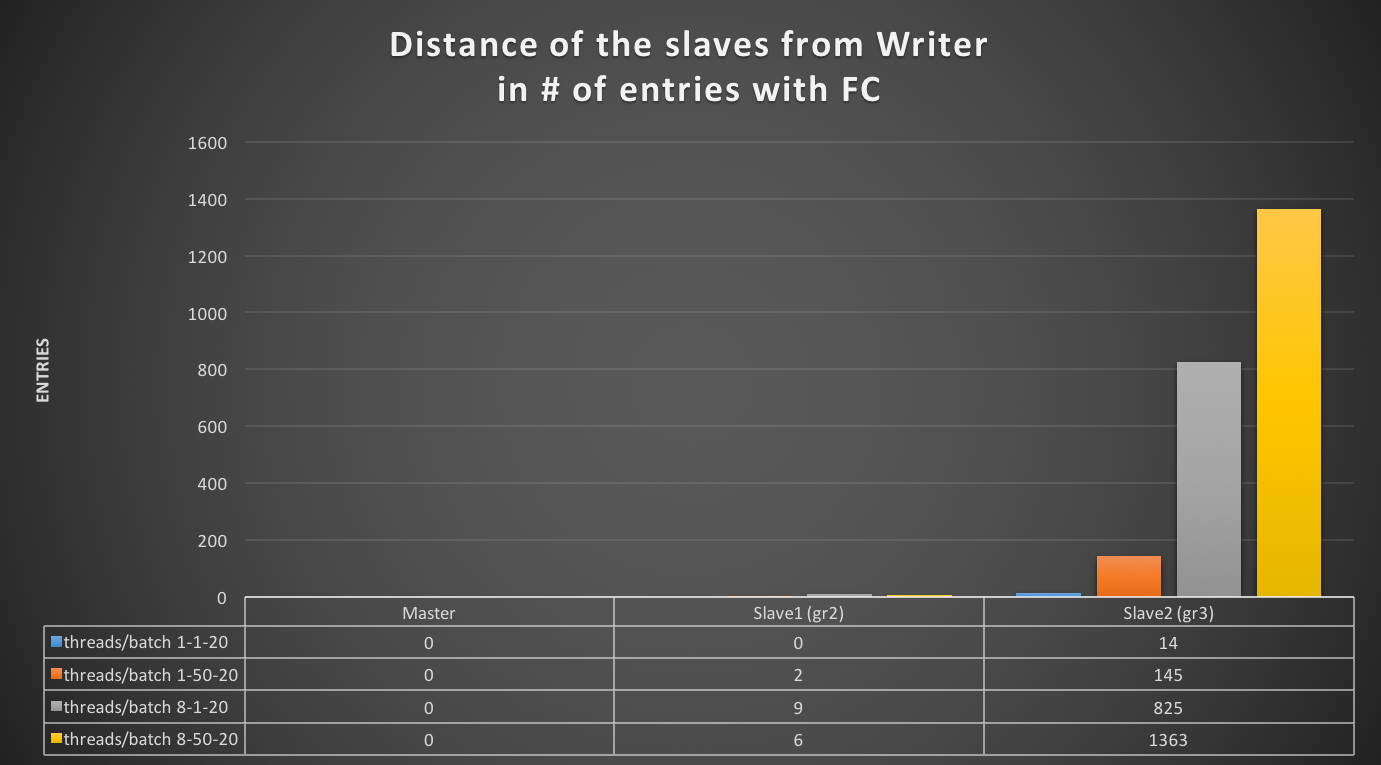 Distance of the slaves from Writer
in # of entries with FC
1600
1400
1200
1000
800
600
400
200
0
ENTRIES
Master Slave1 (gr2) Slave2 (gr3)
threads/batch 1-1-20 0 0 14
threads/batch 1-50-20 0 2 145
threads/batch 8-1-20 0 9 825
threads/batch 8-50-20 0 6 1363